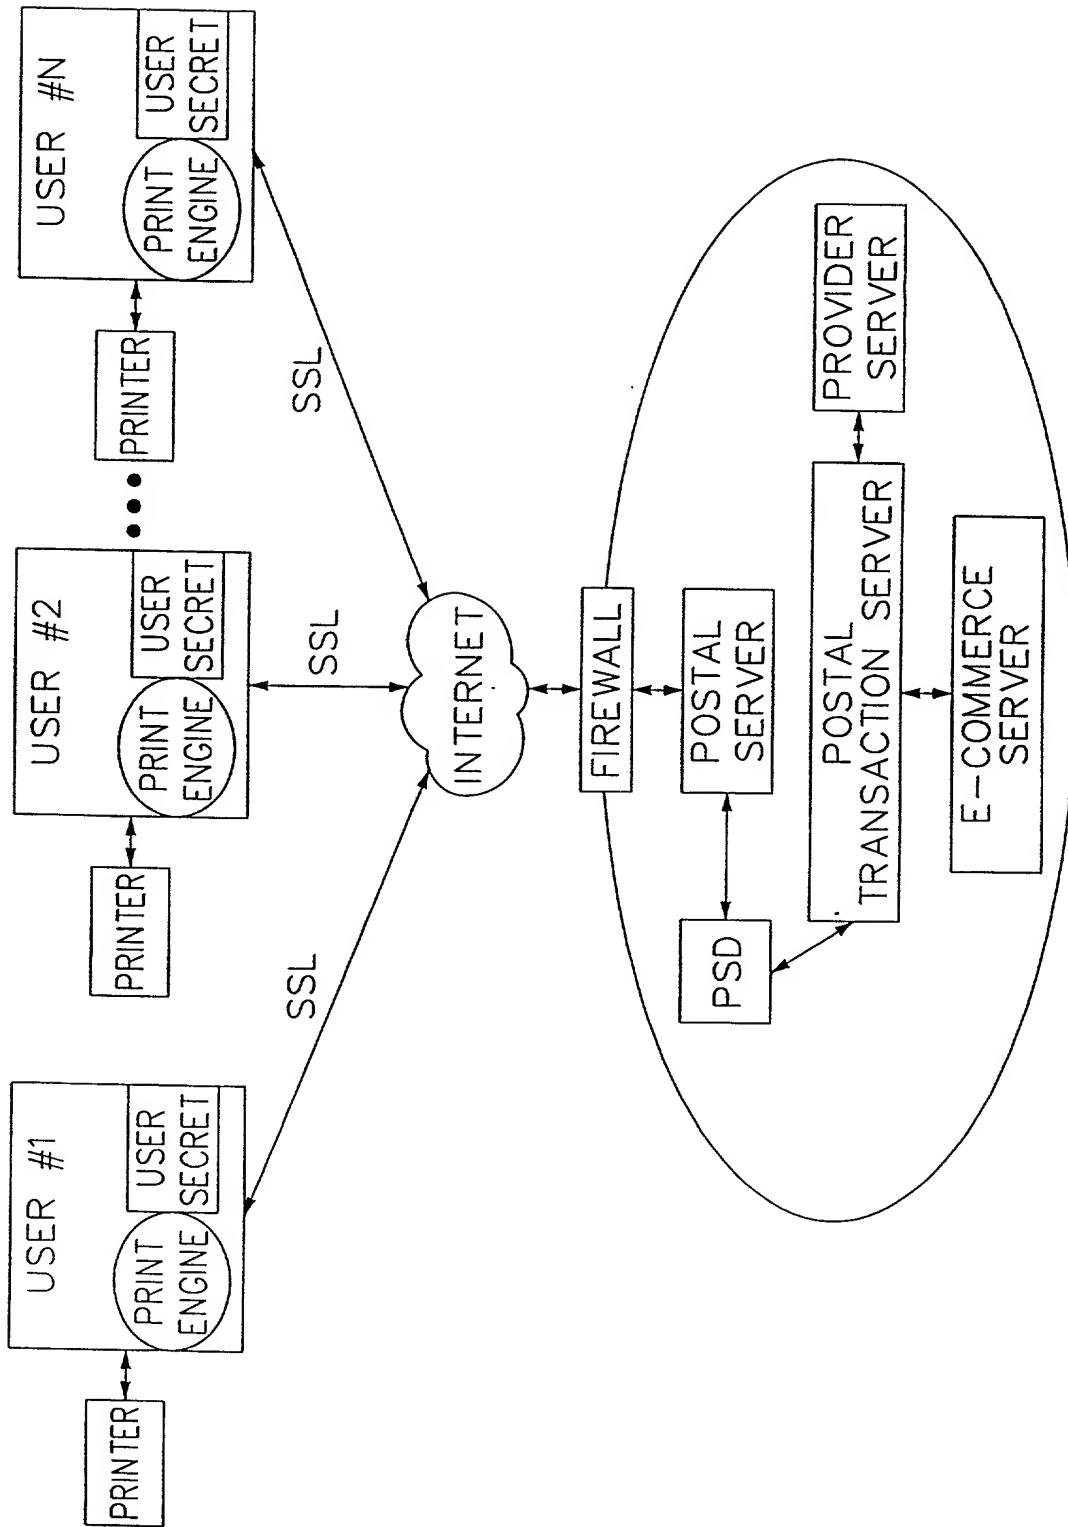 USER #1
PRINT
ENGINE
USER
SECRET
PRINTER
USER #2
PRINT
ENGINE
USER
SECRET
PRINTER
USER #N
PRINT
ENGINE
USER
SECRET
PRINTER
SSL
SSL
SSL
INTERNET
FIREWALL
POSTAL
SERVER
PSD
POSTAL
TRANSACTION SERVER
PROVIDER
SERVER
E-COMMERCE
SERVER